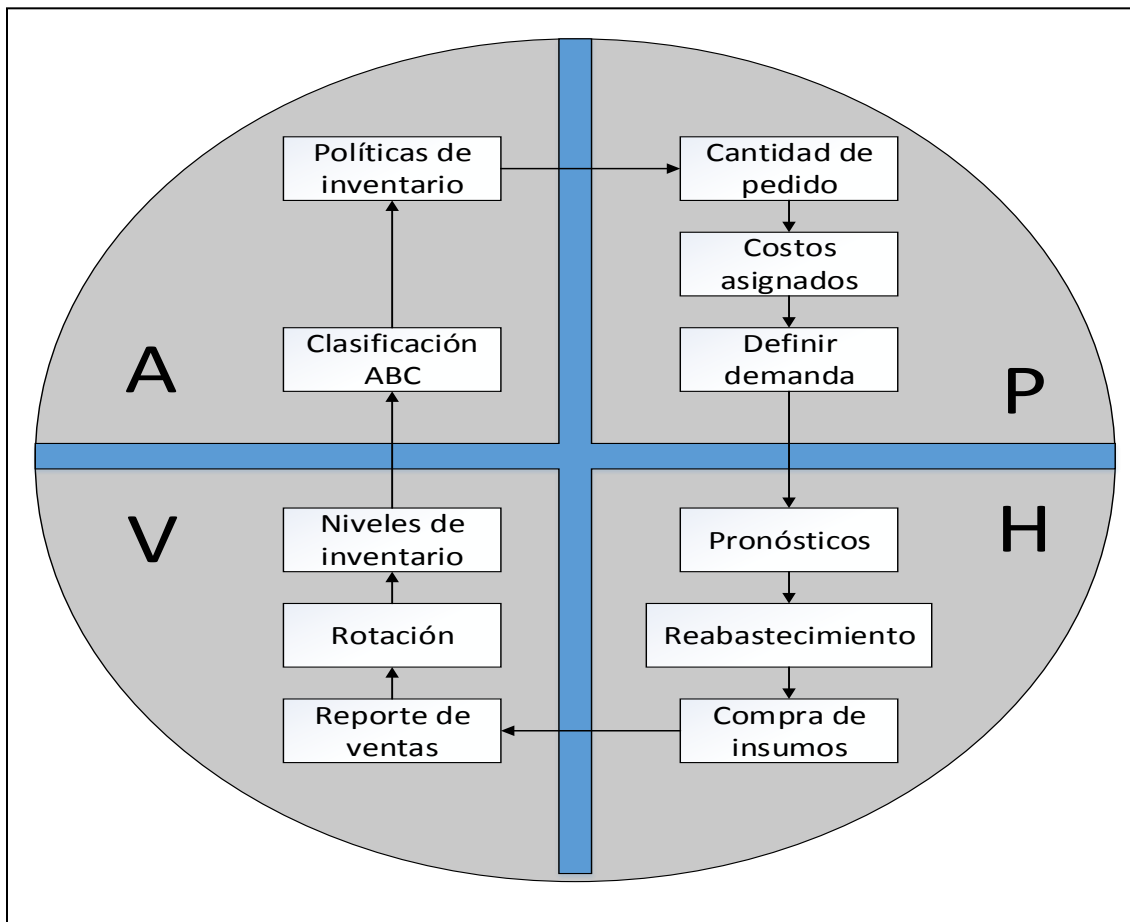 Políticas de
inventario
Clasificación
ABC
A
Cantidad de
pedido
Costos
asignados
Definir
demanda
P
V
Niveles de
inventario
Rotación
Reporte de
ventas
H
Pronósticos
Reabastecimiento
Compra de
insumos